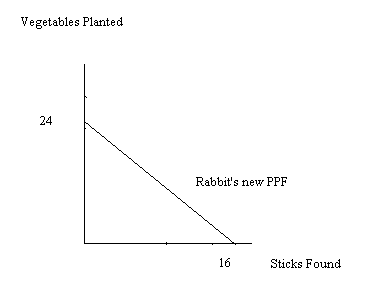 Vegetables Planted
24
Rabbit's new PPF
16
Sticks Found